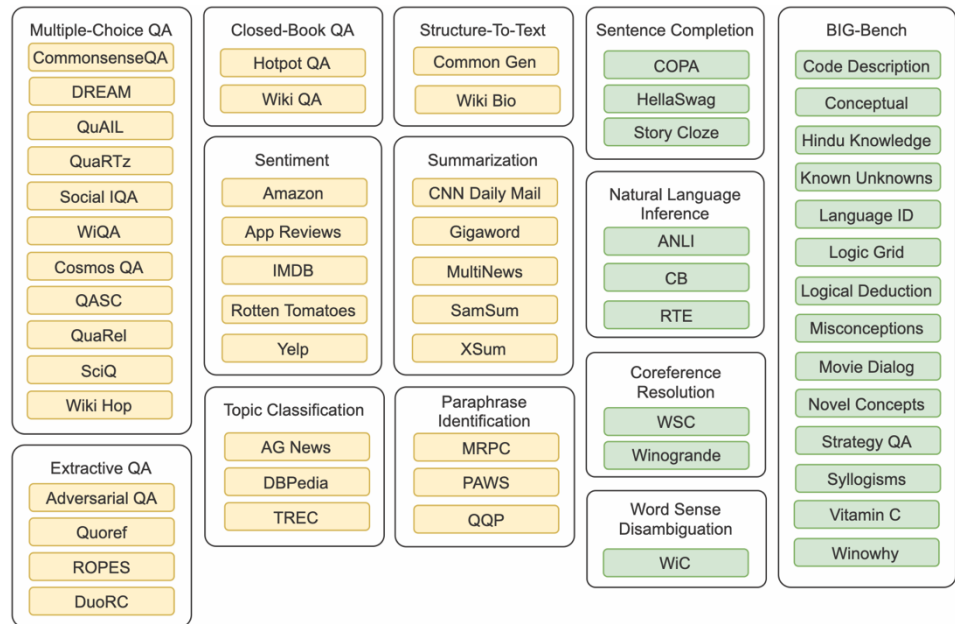 Multiple-Choice QA
CommonsenseQA
DREAM
QuAIL
QuaRTz
Social IQA
WiQA
Cosmos QA
QASC
QuaRel
SciQ
Wiki Hop
Extractive QA
Adversarial QA
Quoref
ROPES
DuoRC
Closed-Book QA
Hotpot QA
Wiki QA
Sentiment
Amazon
App Reviews
IMDB
Rotten Tomatoes
Yelp
Topic Classification
AG News
DBPedia
TREC
Structure-To-Text
Common Gen
Wiki Bio
Summarization
CNN Daily Mail
Gigaword
MultiNews
SamSum
XSum
Paraphrase
Identification
MRPC
PAWS
QQP
Sentence Completion
COPA
HellaSwag
Story Cloze
Natural Language
Inference
ANLI
CB
RTE
Coreference
Resolution
WSC
Winogrande
Word Sense
Disambiguation
WiC
BIG-Bench
Code Description
Conceptual
Hindu Knowledge
Known Unknowns
Language ID
Logic Grid
Logical Deduction
Misconceptions
Movie Dialog
Novel Concepts
Strategy QA
Syllogisms
Vitamin C
Winowhy